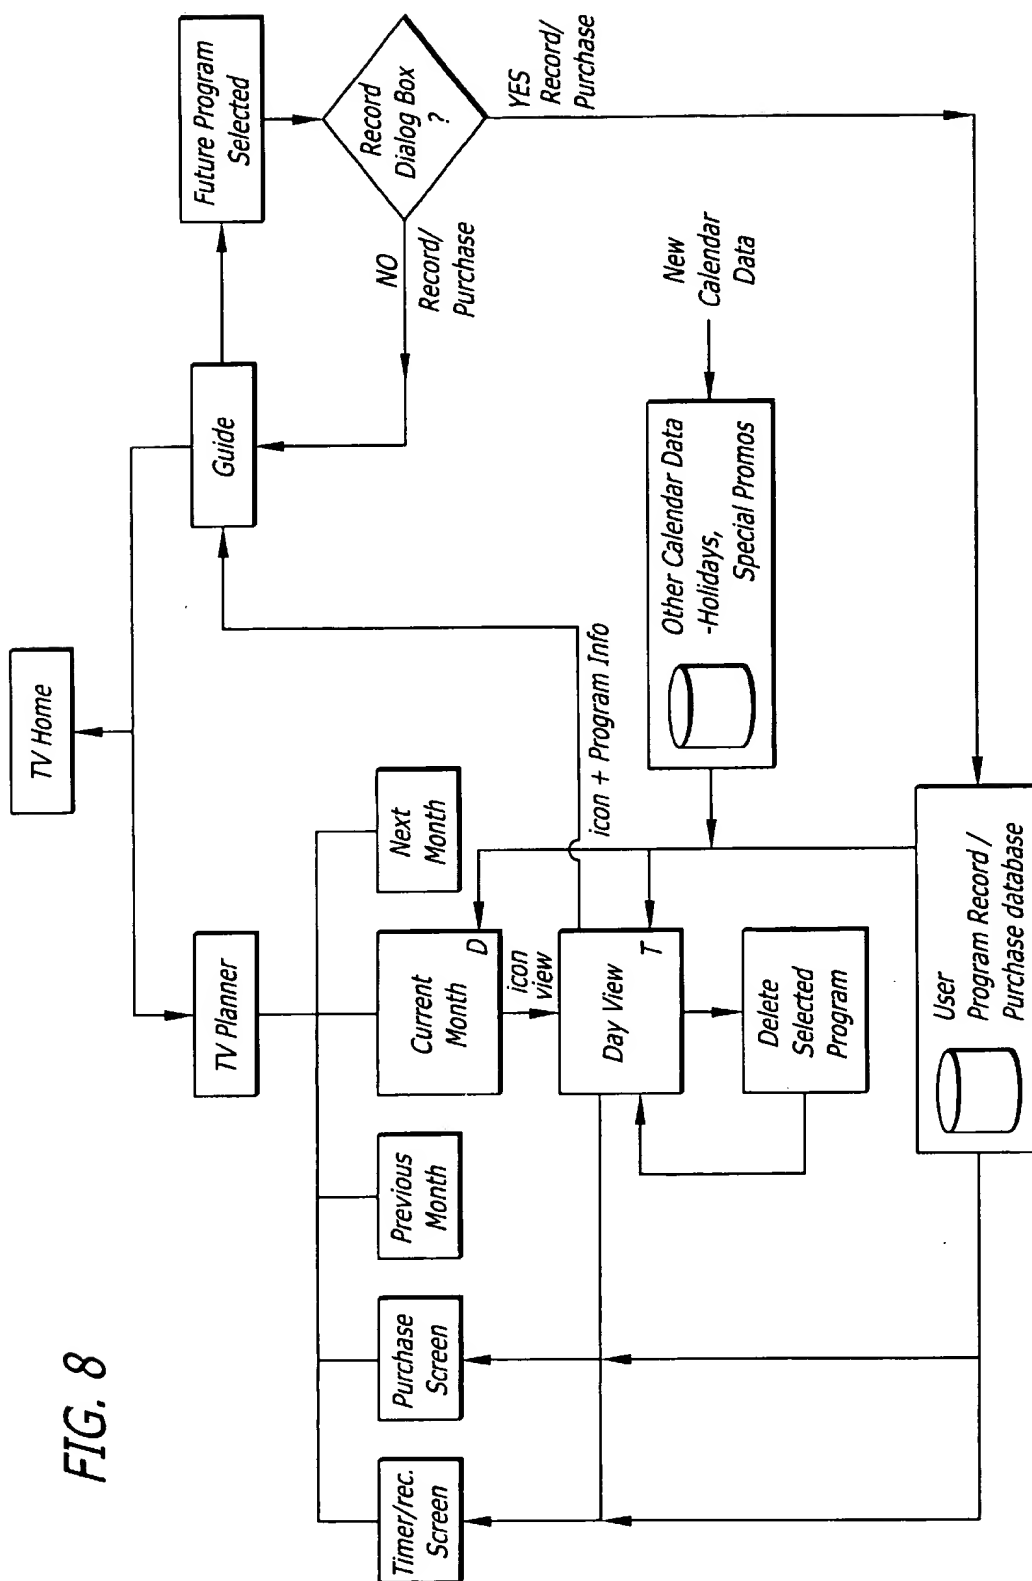 FIG. 8
TV Home
TV Planner
Guide
Future Program
Selected
Record
Dialog Box
?
NO
Record/
Purchase
YES
Record/
Purchase
Timer/rec.
Screen
Purchase
Screen
Previous
Month
Current
Month
D
Next
Month
icon
view
Day View
T
icon + Program Info
Delete
Selected
Program
Other Calendar Data
-Holidays,
Special Promos
New
Calendar
Data
User
Program Record /
Purchase database